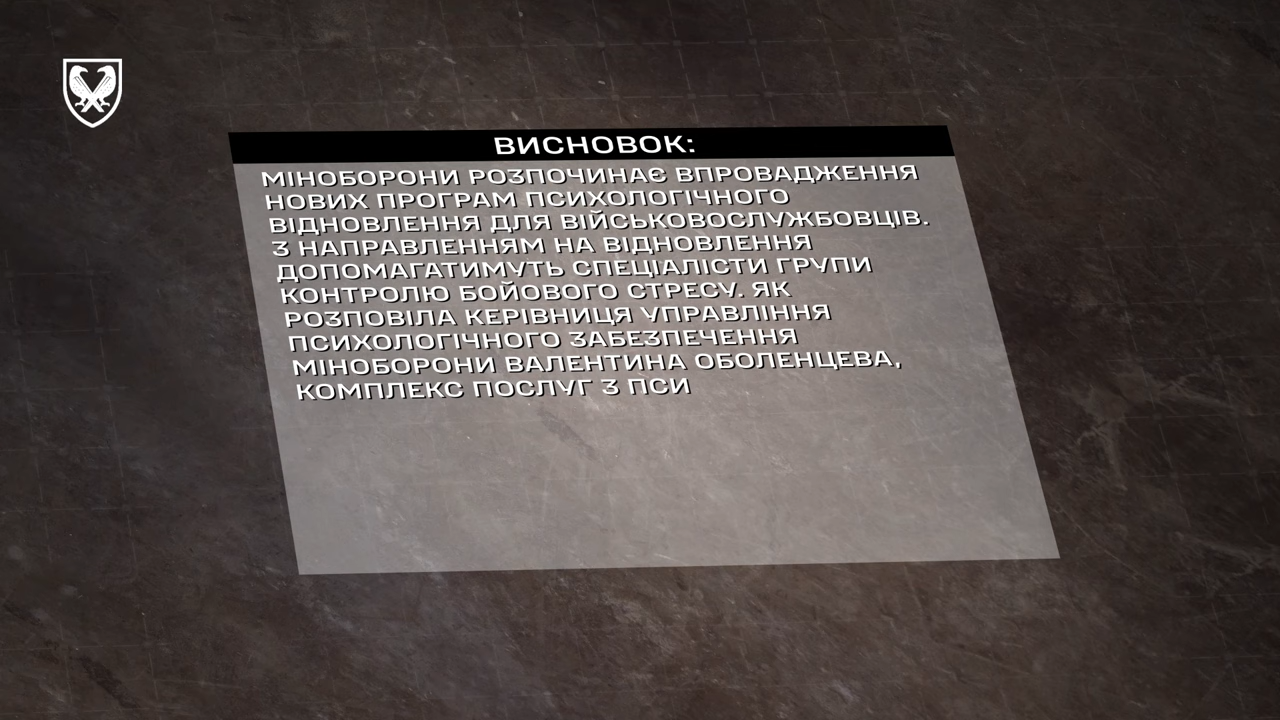 ВИСНОВОК:
МІНОБОРОНИ РОЗПОЧИНАЄ ВПРОВАДЖЕННЯ
НОВИХ ПРОГРАМ ПСИХОЛОГІЧНОГО
ВІДНОВЛЕННЯ ДЛЯ ВІЙСЬКОВОСЛУЖБОВЦІВ.
З НАПРАВЛЕННЯМ НА ВІДНОВЛЕННЯ
ДОПОМАГАТИМУТЬ СПЕЦІАЛІСТИ ГРУПИ
КОНТРОЛЮ БОЙОВОГО СТРЕСУ. ЯК
РОЗПОВІЛА КЕРІВНИЦЯ УПРАВЛІННЯ
ПСИХОЛОГІЧНОГО ЗАБЕЗПЕЧЕННЯ
МІНОБОРОНИ ВАЛЕНТИНА ОБОЛЕНЦЕВА,
КОМПЛЕКС ПОСЛУГ З ПСИ